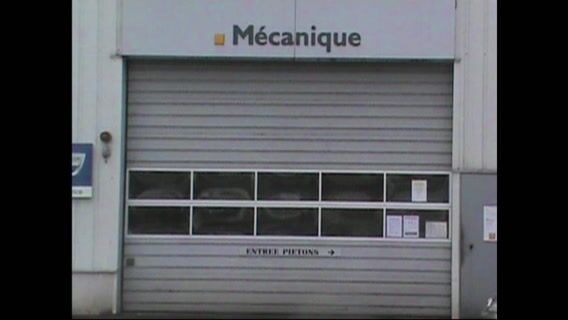 Mécanique
ENTREE PIETONS →